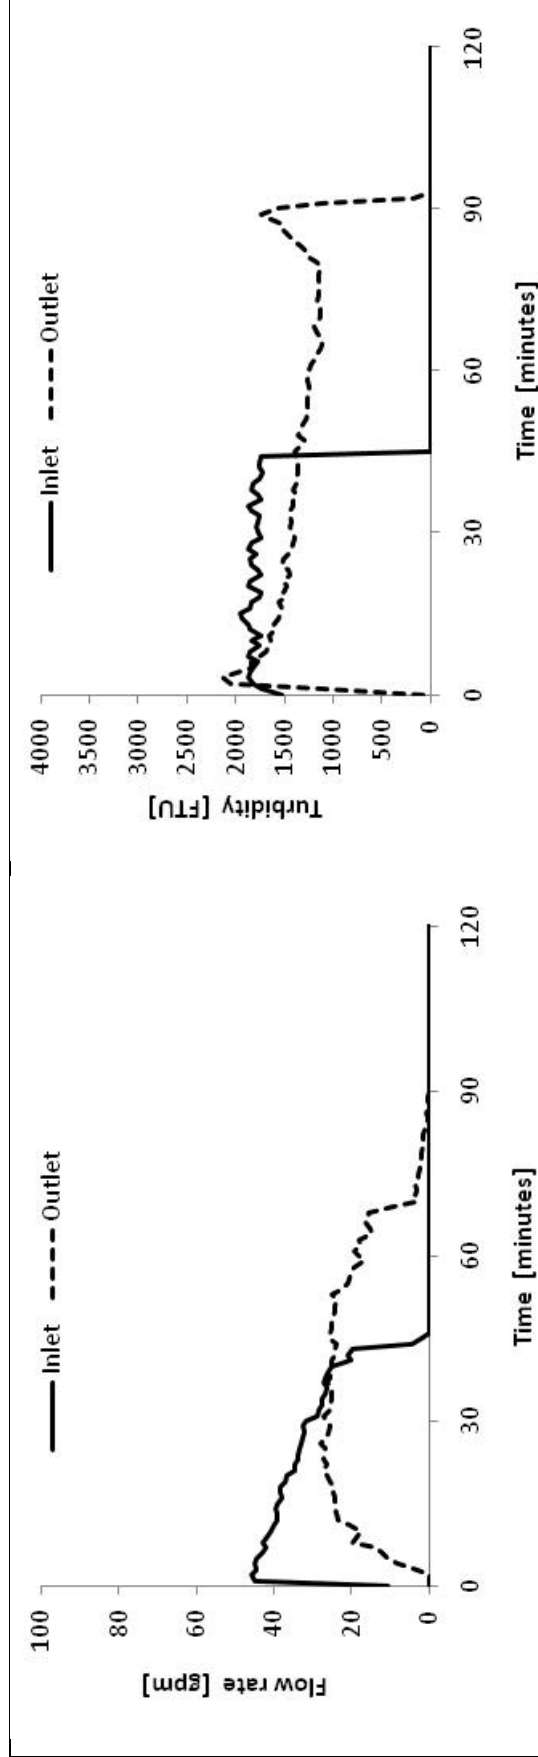 Inlet Outlet
100
80
60
40
20
0
Flow rate [gpm]
0 30 60 90 120
Time [minutes]
Inlet Outlet
4000
3500
3000
2500
2000
1500
1000
500
0
Turbidity [FTU]
0 30 60 90 120
Time [minutes]